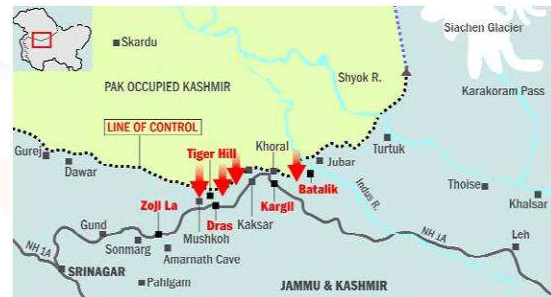 Siachen Glacier
Skardu
Shyok R.
PAK OCCUPIED KASHMIR
Karakoram Pass
LINE OF CONTROL
Gurej
Dawar
Tiger Hill
Khoral
Jubar
Turtuk
Batalik
Indus R.
Thoise
Khalsar
Zoji La
Kargil
Dras
Kaksar
Gund
Mushkoh
NH 1A
Leh
NH 1A
Sonmarg
Amarnath Cave
SRINAGAR
Pahlgam
JAMMU & KASHMIR